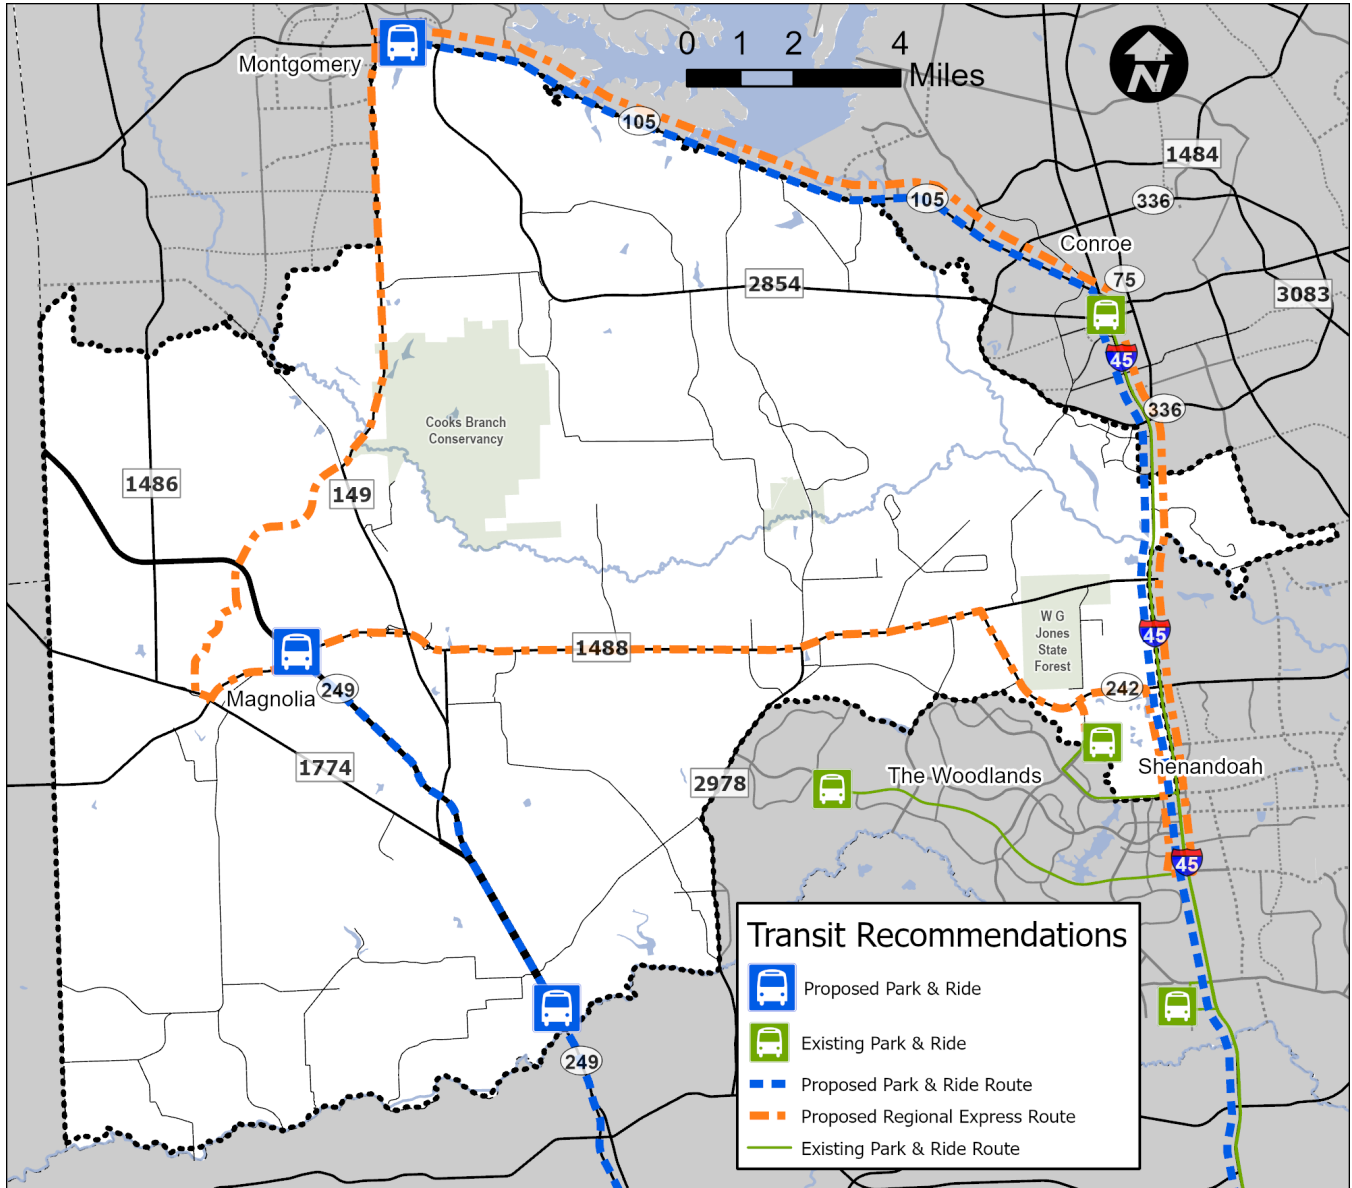 0 1 2 4
Miles
N
Montgomery
105
1484
105
336
Conroe
75
2854
3083
45
336
Cooks Branch
Conservancy
1486
149
W G
Jones
State
Forest
45
1488
242
Magnolia
249
1774
2978
The Woodlands
Shenandoah
45
249
Transit Recommendations
Proposed Park & Ride
Existing Park & Ride
Proposed Park & Ride Route
Proposed Regional Express Route
Existing Park & Ride Route